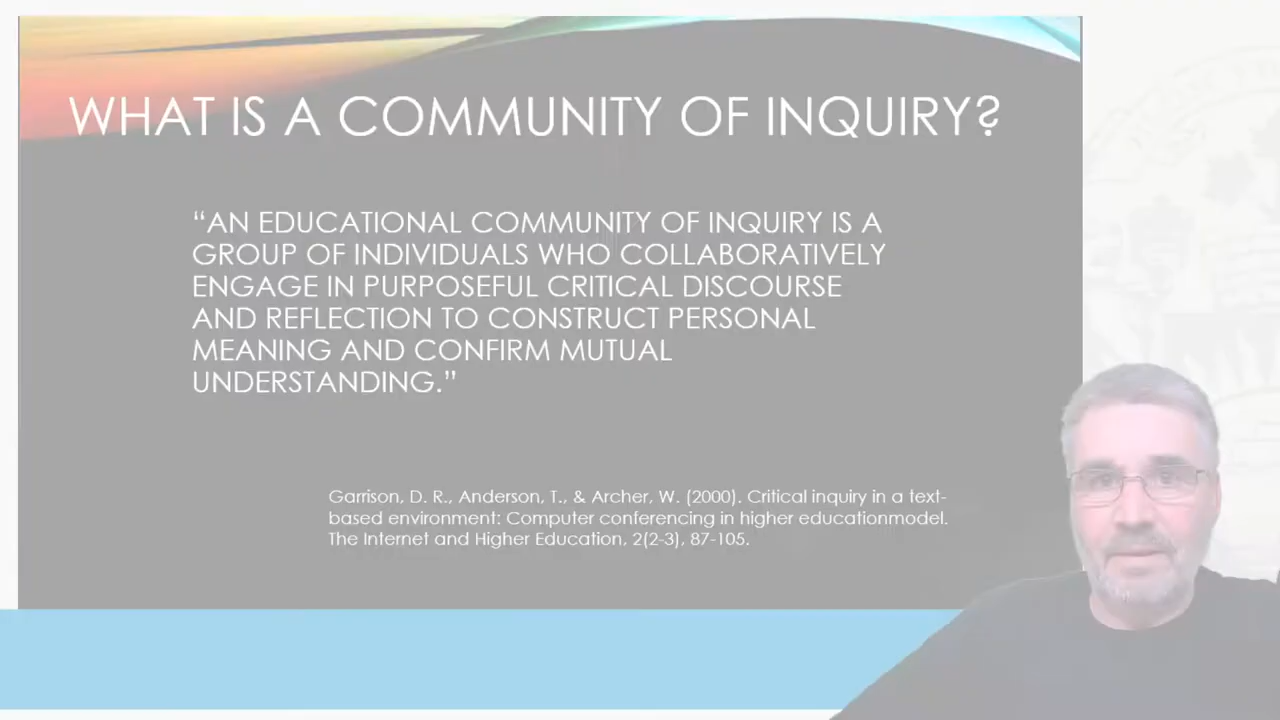 WHAT IS A COMMUNITY OF INQUIRY?
“AN EDUCATIONAL COMMUNITY OF INQUIRY IS A
GROUP OF INDIVIDUALS WHO COLLABORATIVELY
ENGAGE IN PURPOSEFUL CRITICAL DISCOURSE
AND REFLECTION TO CONSTRUCT PERSONAL
MEANING AND CONFIRM MUTUAL
UNDERSTANDING.”
Garrison, D. R., Anderson, T., & Archer, W. (2000). Critical inquiry in a text-
based environment: Computer conferencing in higher educationmodel.
The Internet and Higher Education, 2(2-3), 87-105.